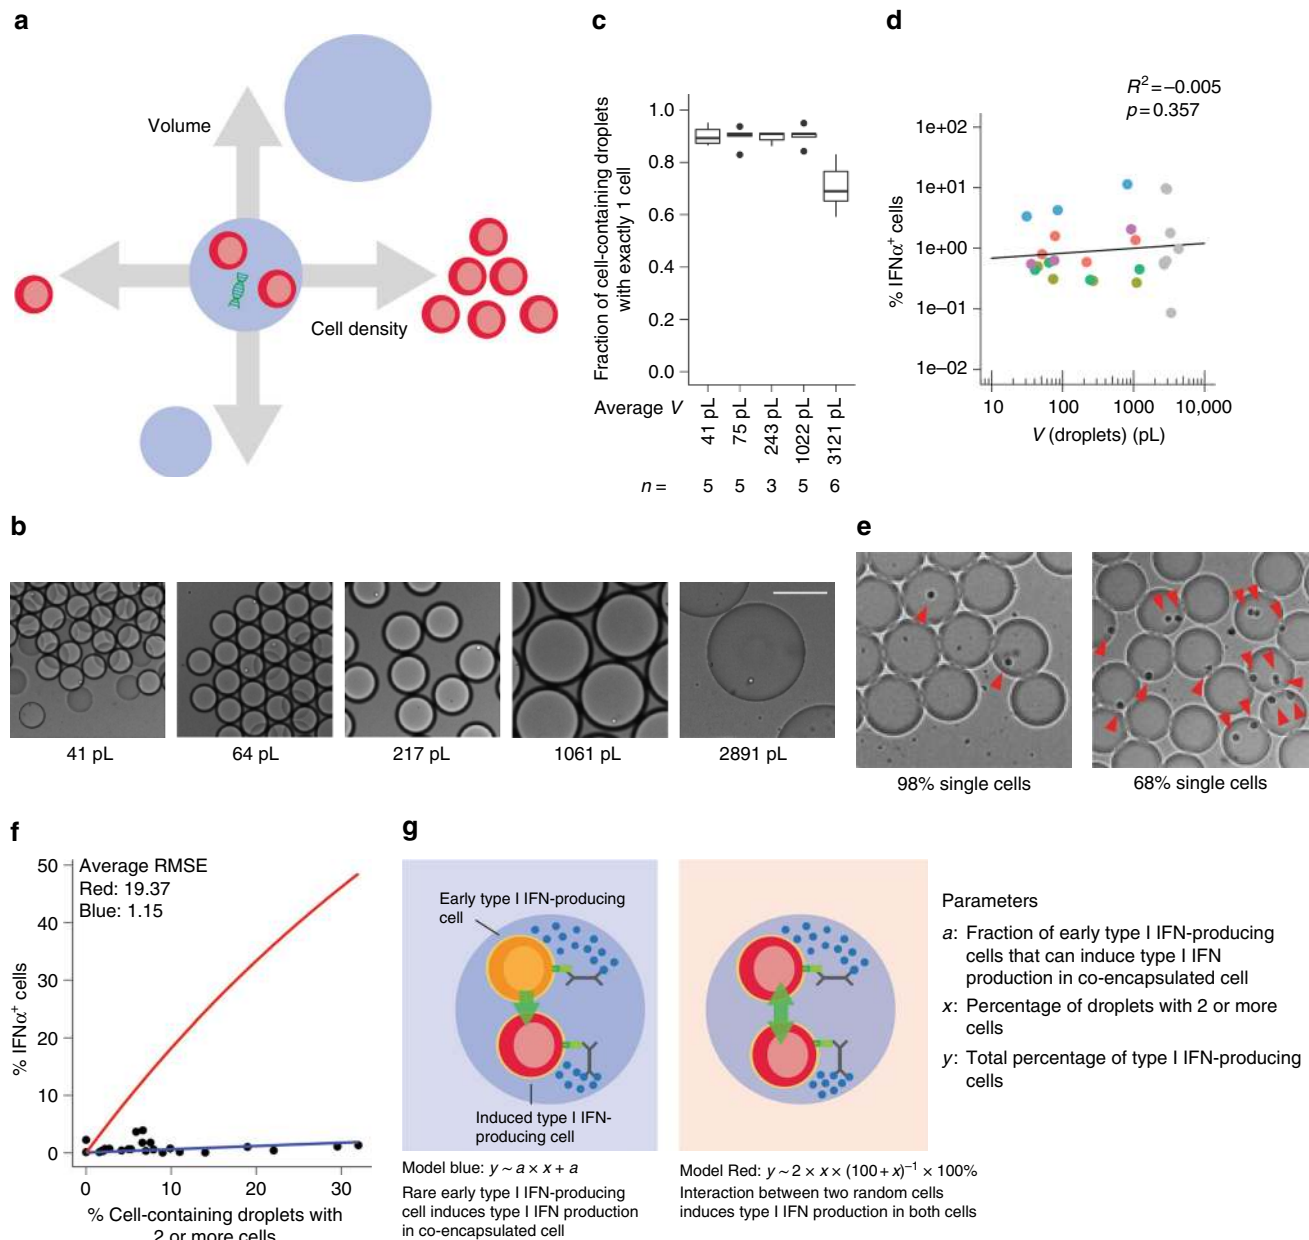 a
Volume
Cell density
c
Fraction of cell-containing droplets
with exactly 1 cell
1.0
0.8
0.6
0.4
0.2
0.0
Average V
41 pL
75 pL
243 pL
1022 pL
3121 pL
n =
5
5
3
5
6
d
R²=−0.005
p=0.357
% IFNα⁺ cells
1e+02
1e+01
1e+00
1e−01
1e−02
10
100
1000
10,000
V (droplets) (pL)
b
41 pL
64 pL
217 pL
1061 pL
2891 pL
e
98% single cells
68% single cells
f
Average RMSE
Red: 19.37
Blue: 1.15
% IFNα⁺ cells
50
40
30
20
10
0
0
10
20
30
% Cell-containing droplets with
2 or more cells
g
Early type I IFN-producing
cell
Induced type I IFN-
producing cell
Model blue: y ~ a × x + a
Rare early type I IFN-producing
cell induces type I IFN production
in co-encapsulated cell
Model Red: y ~ 2 × x × (100 + x)⁻¹ × 100%
Interaction between two random cells
induces type I IFN production in both cells
Parameters
a: Fraction of early type I IFN-producing
cells that can induce type I IFN
production in co-encapsulated cell
x: Percentage of droplets with 2 or more
cells
y: Total percentage of type I IFN-producing
cells